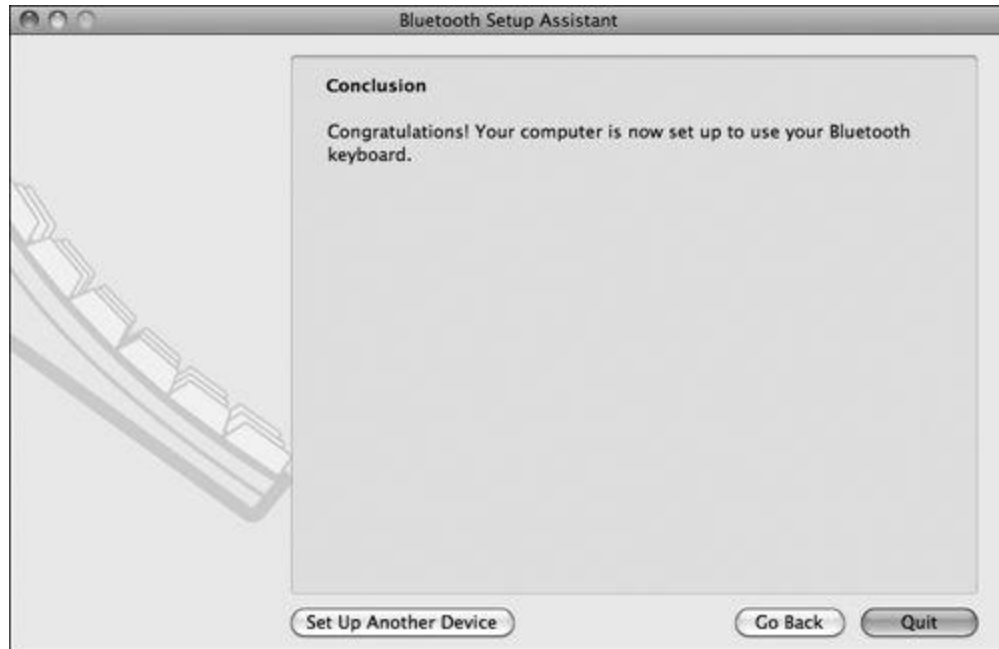 Bluetooth Setup Assistant
Conclusion
Congratulations! Your computer is now set up to use your Bluetooth
keyboard.
Set Up Another Device
Go Back
Quit